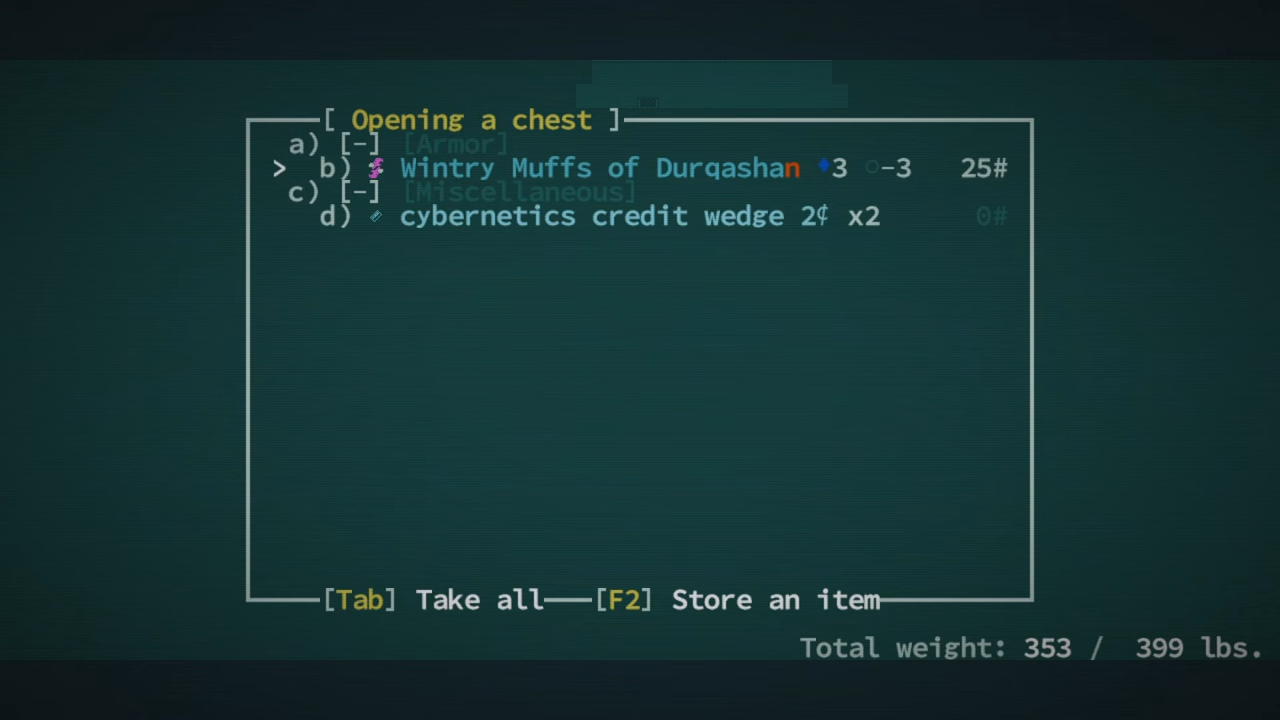 [ Opening a chest ]
a) [-] [Armor]
> b) Wintry Muffs of Durqashan ♦3 ○-3 25#
c) [-] [Miscellaneous]
d) cybernetics credit wedge 2¢ x2 0#
[Tab] Take all [F2] Store an item
Total weight: 353 / 399 lbs.